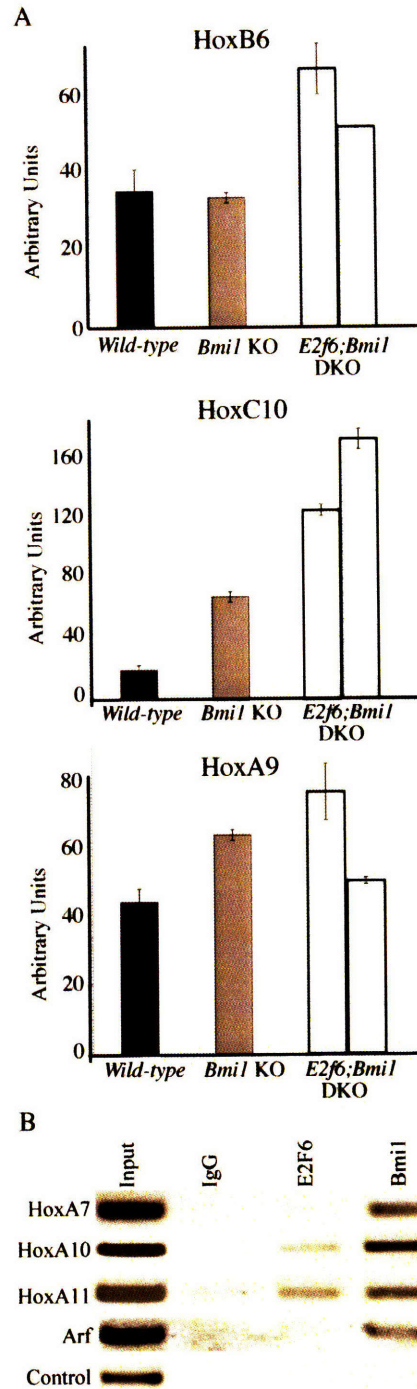 A
HoxB6
Arbitrary Units
60
40
20
0
Wild-type Bmi1 KO E2f6;Bmi1
DKO
HoxC10
Arbitrary Units
160
120
80
40
0
Wild-type Bmi1 KO E2f6;Bmi1
DKO
HoxA9
Arbitrary Units
80
60
40
20
0
Wild-type Bmi1 KO E2f6;Bmi1
DKO
B
Input IgG E2F6 Bmi1
HoxA7
HoxA10
HoxA11
Arf
Control